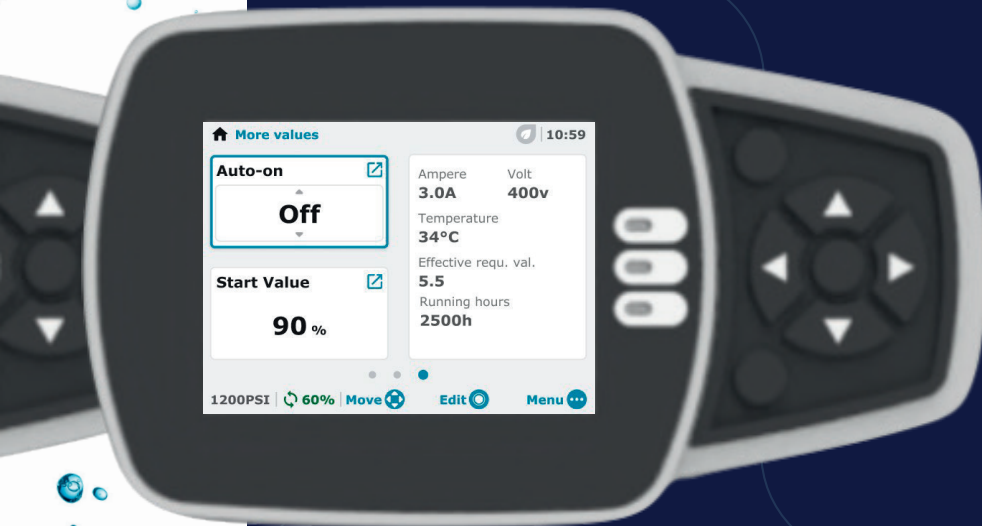 More values
10:59
Auto-on
Off
Start Value
90 %
Ampere Volt
3.0A 400v
Temperature
34°C
Effective requ. val.
5.5
Running hours
2500h
1200PSI 60% Move Edit Menu